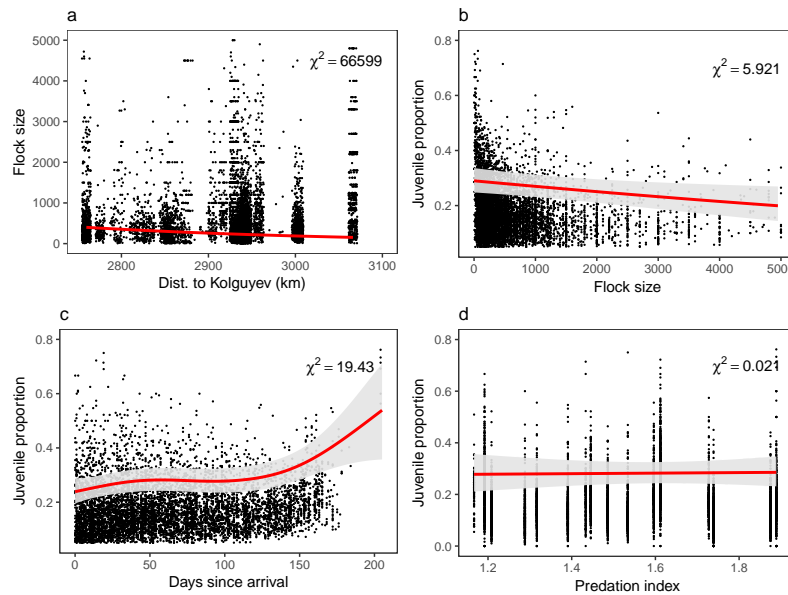 a
χ² = 66599
Flock size
5000
4000
3000
2000
1000
0
2800
2900
3000
3100
Dist. to Kolguyev (km)
b
χ² = 5.921
Juvenile proportion
0.8
0.6
0.4
0.2
0
1000
2000
3000
4000
500
Flock size
c
χ² = 19.43
Juvenile proportion
0.8
0.6
0.4
0.2
0
50
100
150
200
Days since arrival
d
χ² = 0.021
Juvenile proportion
0.8
0.6
0.4
0.2
0.0
1.2
1.4
1.6
1.8
Predation index